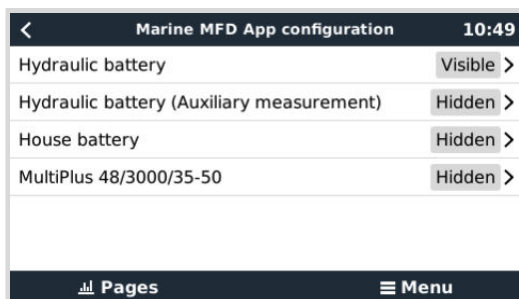 Marine MFD App configuration 10:49
Hydraulic battery Visible
Hydraulic battery (Auxiliary measurement) Hidden
House battery Hidden
MultiPlus 48/3000/35-50 Hidden
Pages Menu